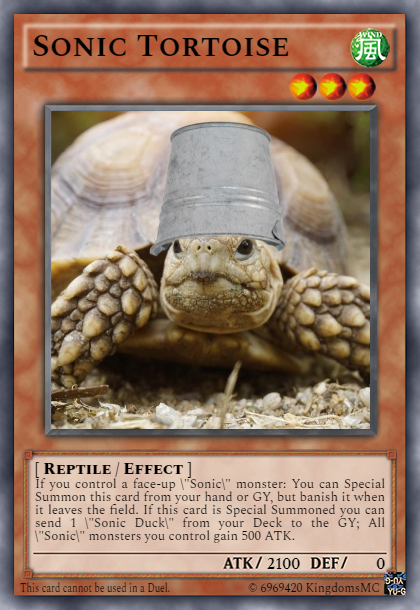 Sonic Tortoise
WIND
風
[ Reptile / Effect ]
If you control a face-up \"Sonic\" monster: You can Special
Summon this card from your hand or GY, but banish it when
it leaves the field. If this card is Special Summoned you can
send 1 \"Sonic Duck\" from your Deck to the GY; All
\"Sonic\" monsters you control gain 500 ATK.
ATK/ 2100 DEF/ 0
This card cannot be used in a Duel. © 6969420 KingdomsMC